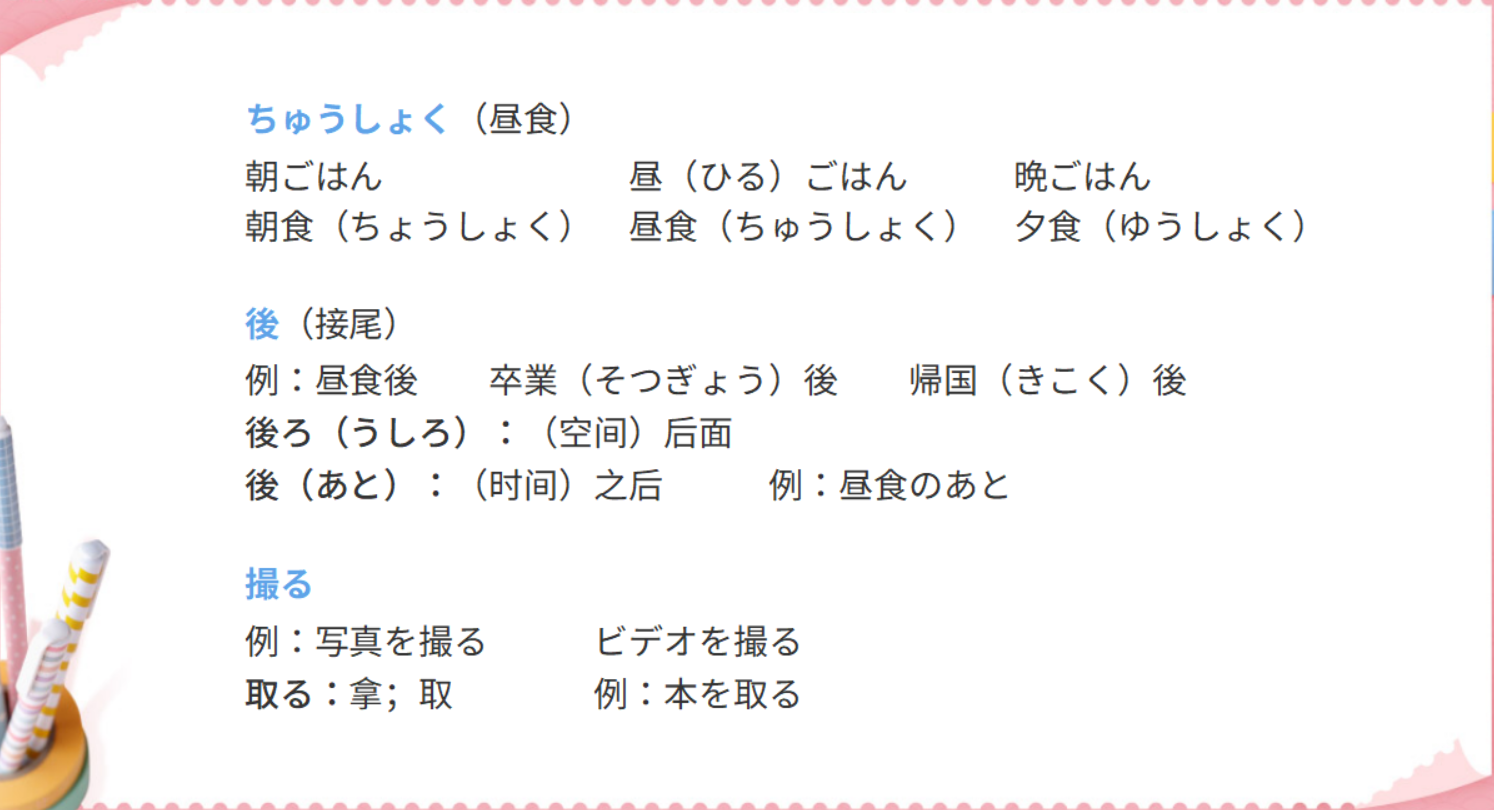 ちゅうしょく（昼食）
朝ごはん　昼（ひる）ごはん　晩ごはん
朝食（ちょうしょく）　昼食（ちゅうしょく）　夕食（ゆうしょく）
後（接尾）
例：昼食後　卒業（そつぎょう）後　帰国（きこく）後
後ろ（うしろ）：（空间）后面
後（あと）：（时间）之后　例：昼食のあと
撮る
例：写真を撮る　ビデオを撮る
取る：拿；取　例：本を取る